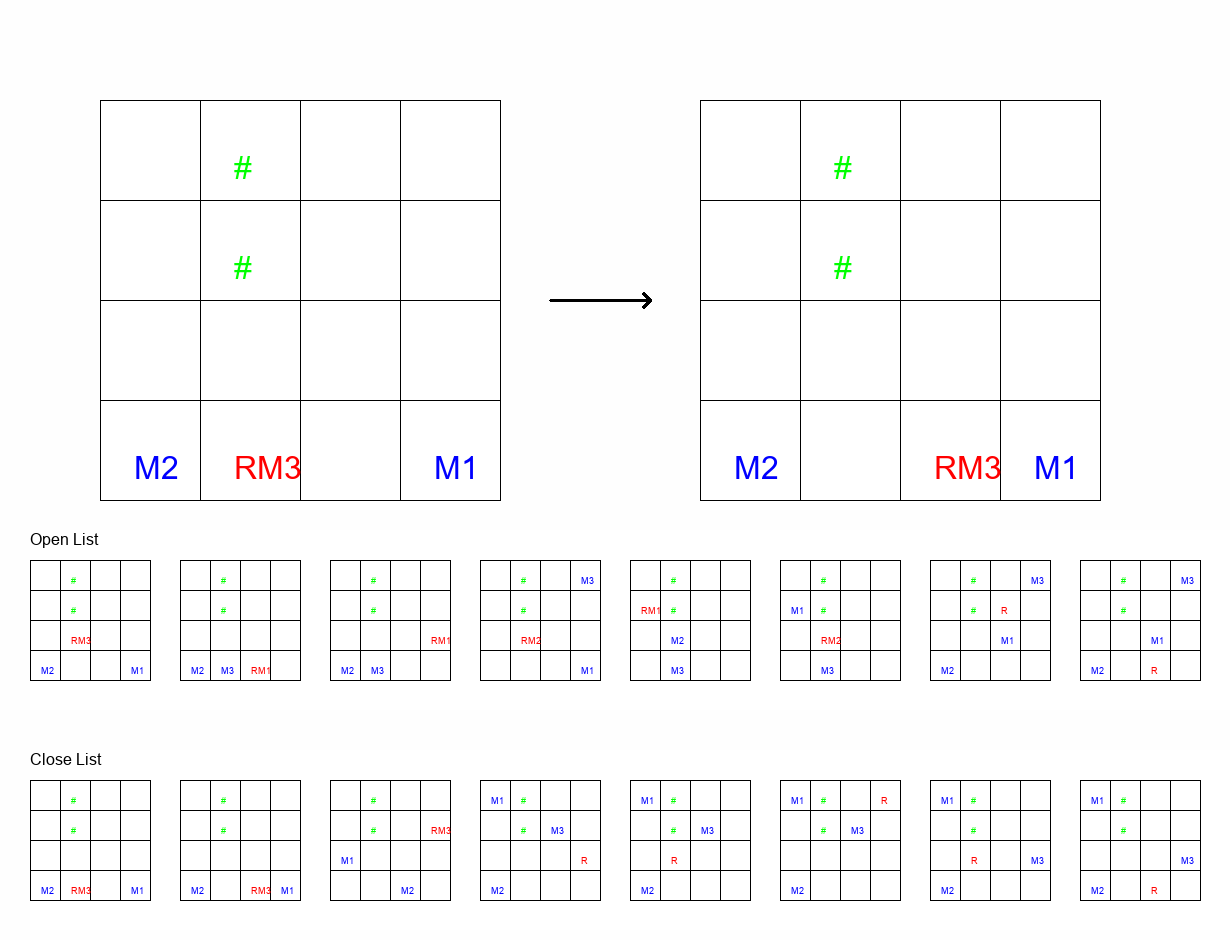 # #
# #
M2 RM3 M1 M2 RM3 M1
Open List
# # # # M3 # # # M3 # M3
# # # # RM1 # M1 # # R #
RM3 RM1 RM2 M2 RM2 M1 M1
M2 M1 M2 M3 RM1 M2 M3 M1 M3 M3 M2 M2 R
Close List
# # # M1 # M1 # M1 # R M1 # M1 #
# # # RM3 # M3 # M3 # M3 # #
M1 R R R M3 M3
M2 RM3 M1 M2 RM3 M1 M2 M2 M2 M2 M2 M2 R